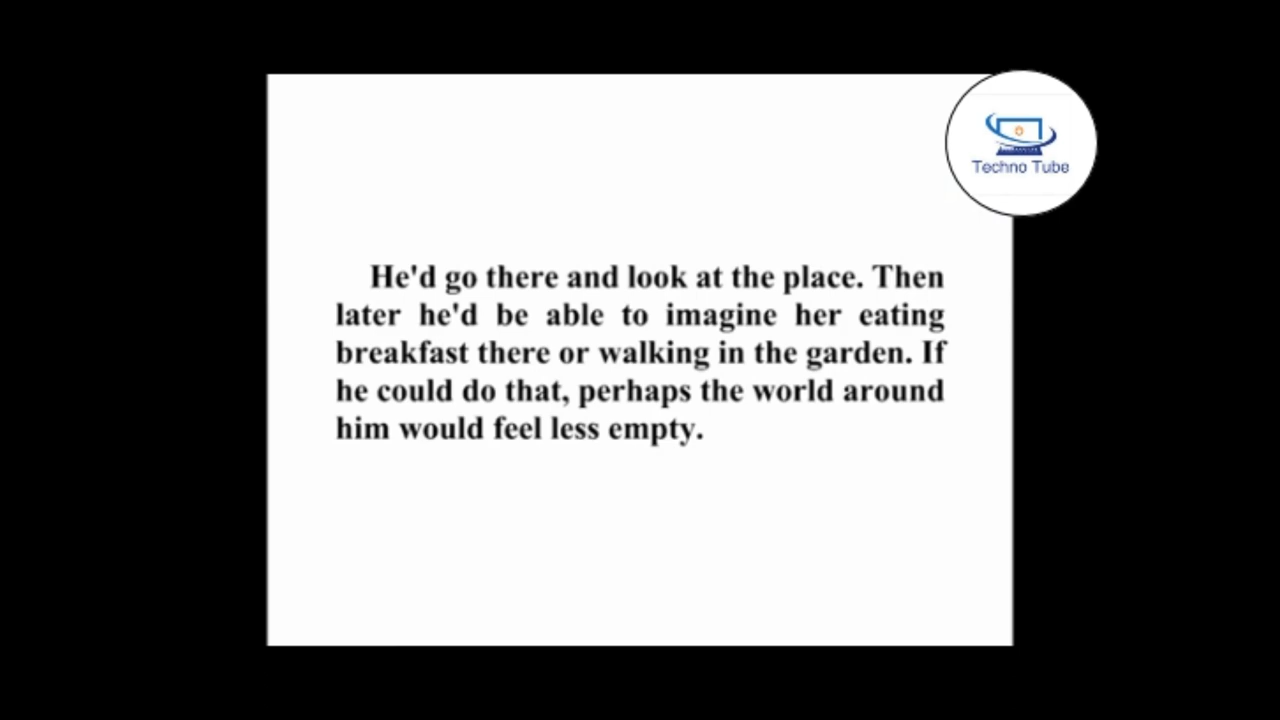 Techno Tube
He'd go there and look at the place. Then
later he'd be able to imagine her eating
breakfast there or walking in the garden. If
he could do that, perhaps the world around
him would feel less empty.